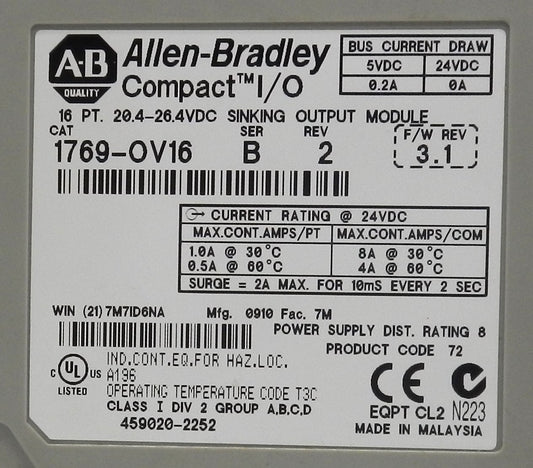 A-B
QUALITY
Allen-Bradley
Compact™ I/O
BUS CURRENT DRAW
5VDC 24VDC
0.2A 0A
16 PT. 20.4-26.4VDC SINKING OUTPUT MODULE
CAT SER REV
1769-OV16 B 2
F/W REV
3.1
CURRENT RATING @ 24VDC
MAX.CONT.AMPS/PT MAX.CONT.AMPS/COM
1.0A @ 30°C 8A @ 30°C
0.5A @ 60°C 4A @ 60°C
SURGE = 2A MAX. FOR 10mS EVERY 2 SEC
WIN (21) 7M7ID6NA Mfg. 0910 Fac. 7M
POWER SUPPLY DIST. RATING 8
PRODUCT CODE 72
C UL US
LISTED
IND.CONT.EQ.FOR HAZ.LOC.
A196
OPERATING TEMPERATURE CODE T3C
CLASS I DIV 2 GROUP A,B,C,D
459020-2252
CE
EQPT CL2 N223
MADE IN MALAYSIA